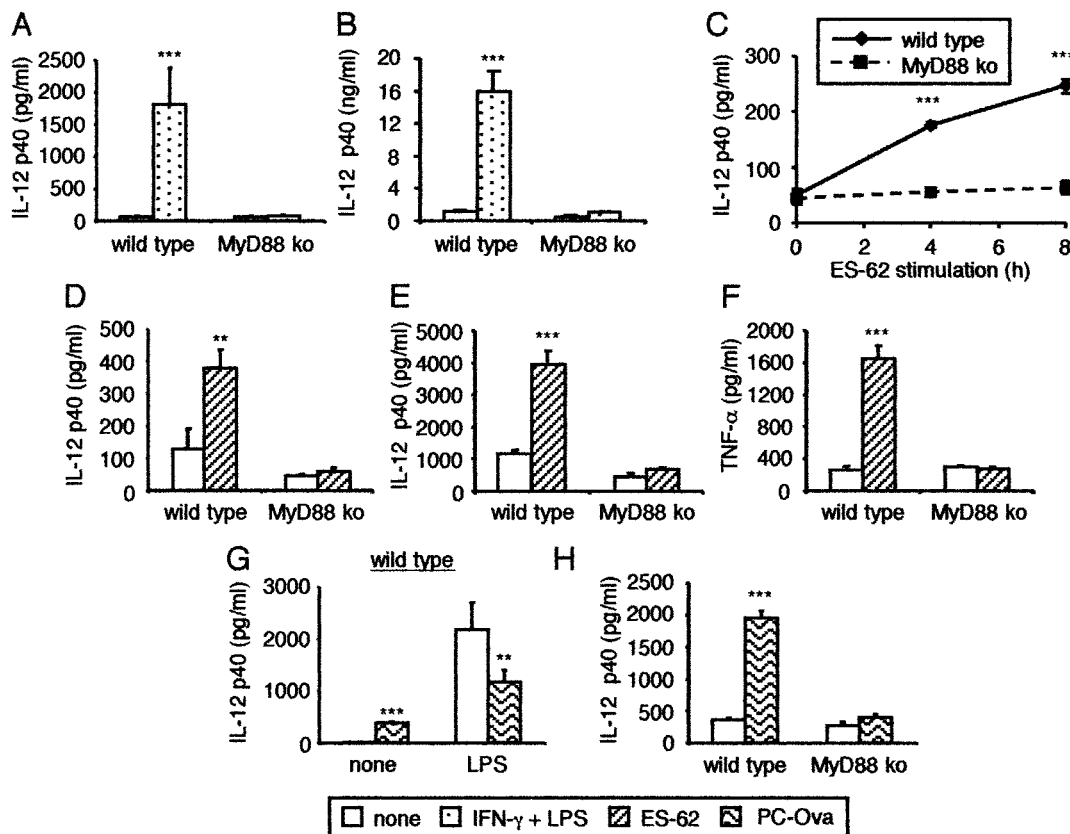 A
IL-12 p40 (pg/ml)
2500
2000
1500
1000
500
0
***
wild type
MyD88 ko
B
IL-12 p40 (ng/ml)
20
16
12
8
4
0
***
wild type
MyD88 ko
C
IL-12 p40 (pg/ml)
300
200
100
0
wild type
MyD88 ko
***
***
0
2
4
6
8
ES-62 stimulation (h)
D
IL-12 p40 (pg/ml)
500
400
300
200
100
0
**
wild type
MyD88 ko
E
IL-12 p40 (pg/ml)
5000
4000
3000
2000
1000
0
***
wild type
MyD88 ko
F
TNF-α (pg/ml)
2000
1600
1200
800
400
0
***
wild type
MyD88 ko
G
wild type
IL-12 p40 (pg/ml)
3000
2000
1000
0
***
**
none
LPS
H
IL-12 p40 (pg/ml)
2500
2000
1500
1000
500
0
***
wild type
MyD88 ko
none
IFN-γ + LPS
ES-62
PC-Ova